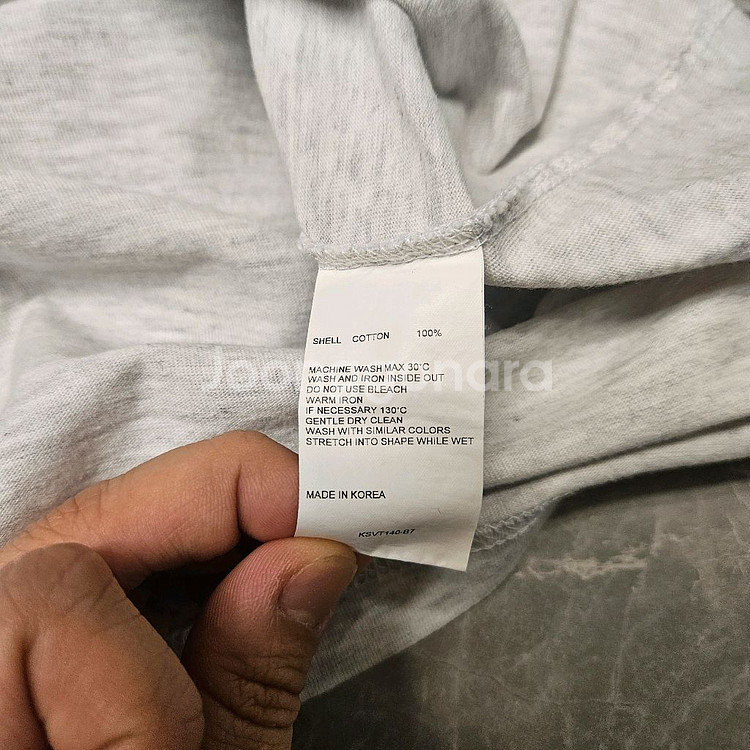 SHELL COTTON 100%
MACHINE WASH MAX 30°C
WASH AND IRON INSIDE OUT
DO NOT USE BLEACH
WARM IRON
IF NECESSARY 130°C
GENTLE DRY CLEAN
WASH WITH SIMILAR COLORS
STRETCH INTO SHAPE WHILE WET
MADE IN KOREA
KSVT140-B7
Joonggonara